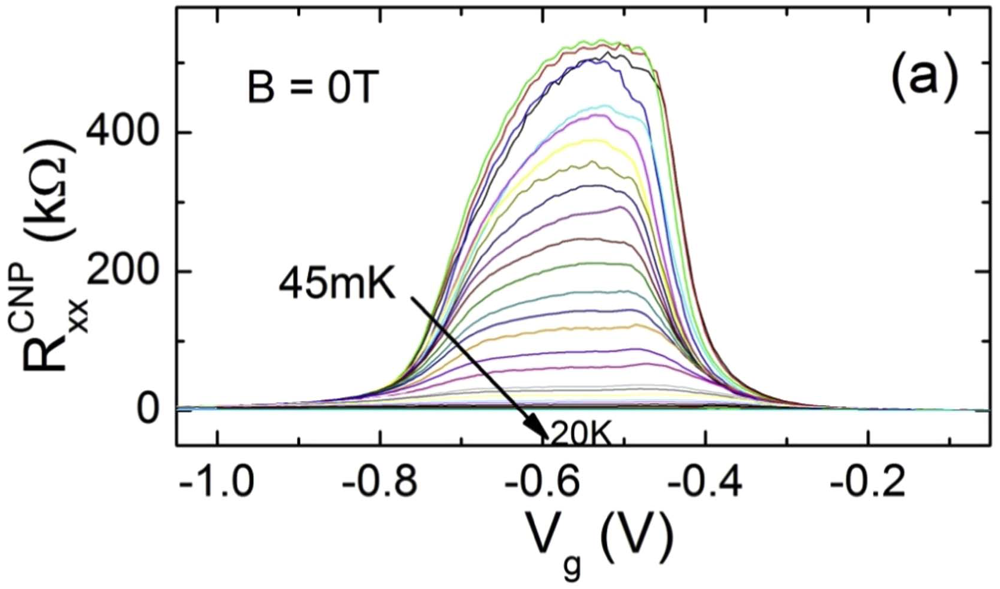 B = 0T
(a)
400
200
0
R_xx^CNP (kΩ)
45mK
20K
-1.0 -0.8 -0.6 -0.4 -0.2
V_g (V)